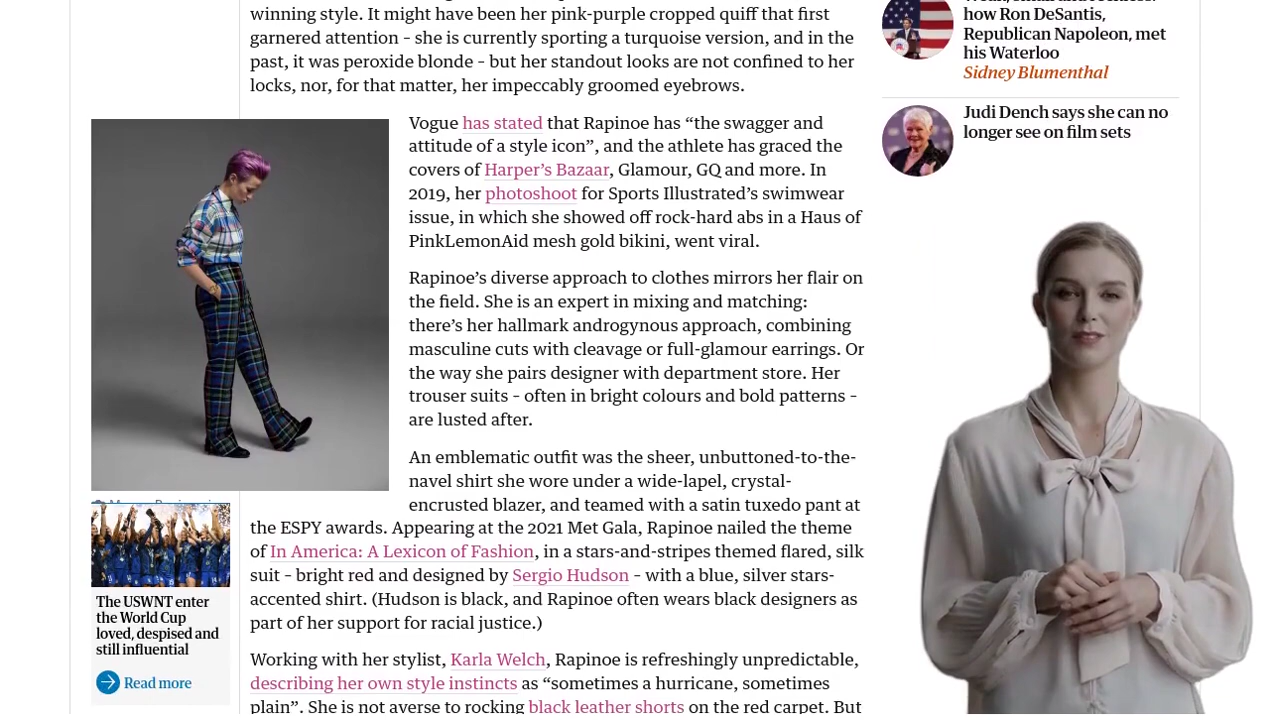 winning style. It might have been her pink-purple cropped quiff that first
garnered attention – she is currently sporting a turquoise version, and in the
past, it was peroxide blonde – but her standout looks are not confined to her
locks, nor, for that matter, her impeccably groomed eyebrows.
Vogue has stated that Rapinoe has “the swagger and
attitude of a style icon”, and the athlete has graced the
covers of Harper’s Bazaar, Glamour, GQ and more. In
2019, her photoshoot for Sports Illustrated’s swimwear
issue, in which she showed off rock-hard abs in a Haus of
PinkLemonAid mesh gold bikini, went viral.
Rapinoe’s diverse approach to clothes mirrors her flair on
the field. She is an expert in mixing and matching:
there’s her hallmark androgynous approach, combining
masculine cuts with cleavage or full-glamour earrings. Or
the way she pairs designer with department store. Her
trouser suits – often in bright colours and bold patterns –
are lusted after.
An emblematic outfit was the sheer, unbuttoned-to-the-
navel shirt she wore under a wide-lapel, crystal-
encrusted blazer, and teamed with a satin tuxedo pant at
the ESPY awards. Appearing at the 2021 Met Gala, Rapinoe nailed the theme
of In America: A Lexicon of Fashion, in a stars-and-stripes themed flared, silk
suit – bright red and designed by Sergio Hudson – with a blue, silver stars-
accented shirt. (Hudson is black, and Rapinoe often wears black designers as
part of her support for racial justice.)
Working with her stylist, Karla Welch, Rapinoe is refreshingly unpredictable,
describing her own style instincts as “sometimes a hurricane, sometimes
plain”. She is not averse to rocking black leather shorts on the red carpet. But
The USWNT enter
the World Cup
loved, despised and
still influential
Read more
how Ron DeSantis,
Republican Napoleon, met
his Waterloo
Sidney Blumenthal
Judi Dench says she can no
longer see on film sets